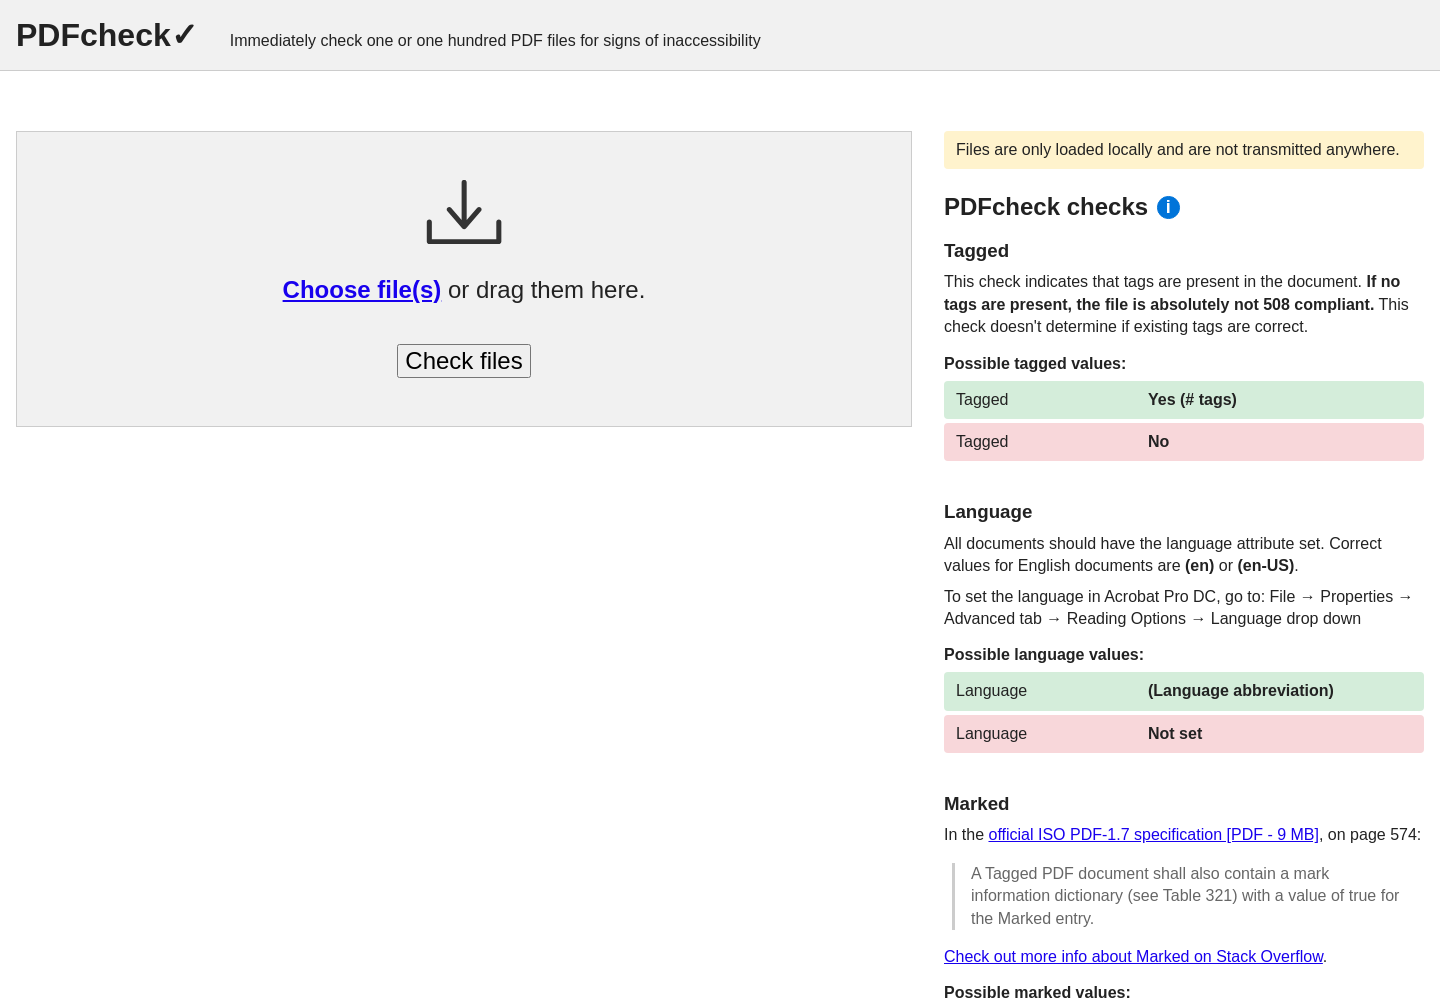 PDFcheck✓
Immediately check one or one hundred PDF files for signs of inaccessibility
Choose file(s) or drag them here.
Check files
Files are only loaded locally and are not transmitted anywhere.
PDFcheck checks i
Tagged
This check indicates that tags are present in the document. If no
tags are present, the file is absolutely not 508 compliant. This
check doesn't determine if existing tags are correct.
Possible tagged values:
Tagged Yes (# tags)
Tagged No
Language
All documents should have the language attribute set. Correct
values for English documents are (en) or (en-US).
To set the language in Acrobat Pro DC, go to: File → Properties →
Advanced tab → Reading Options → Language drop down
Possible language values:
Language (Language abbreviation)
Language Not set
Marked
In the official ISO PDF-1.7 specification [PDF - 9 MB], on page 574:
A Tagged PDF document shall also contain a mark
information dictionary (see Table 321) with a value of true for
the Marked entry.
Check out more info about Marked on Stack Overflow.
Possible marked values: